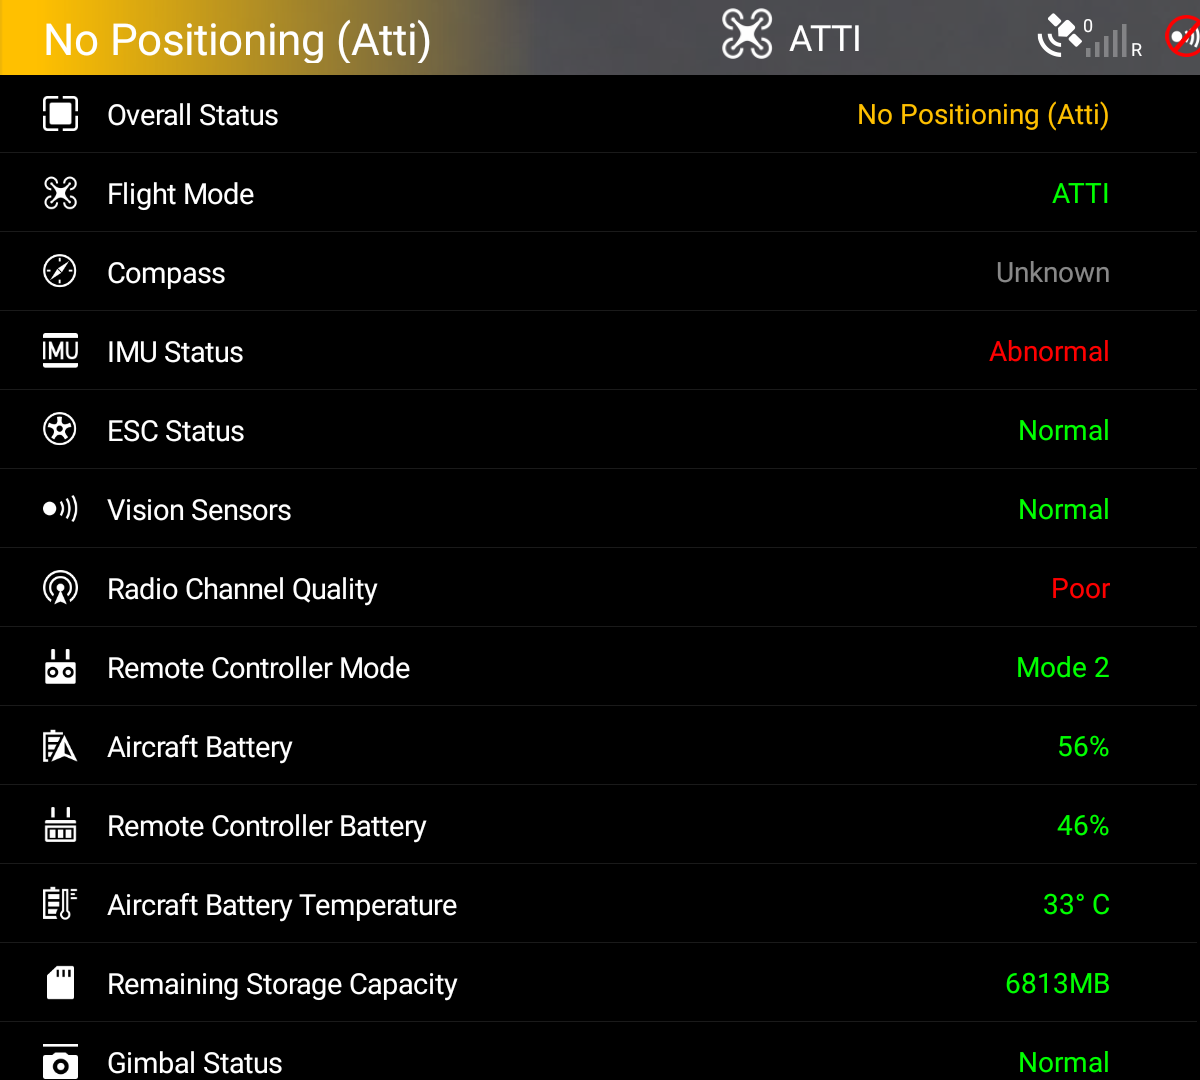 No Positioning (Atti) ATTI 0 R
Overall Status No Positioning (Atti)
Flight Mode ATTI
Compass Unknown
IMU IMU Status Abnormal
ESC Status Normal
Vision Sensors Normal
Radio Channel Quality Poor
Remote Controller Mode Mode 2
Aircraft Battery 56%
Remote Controller Battery 46%
Aircraft Battery Temperature 33° C
Remaining Storage Capacity 6813MB
Gimbal Status Normal